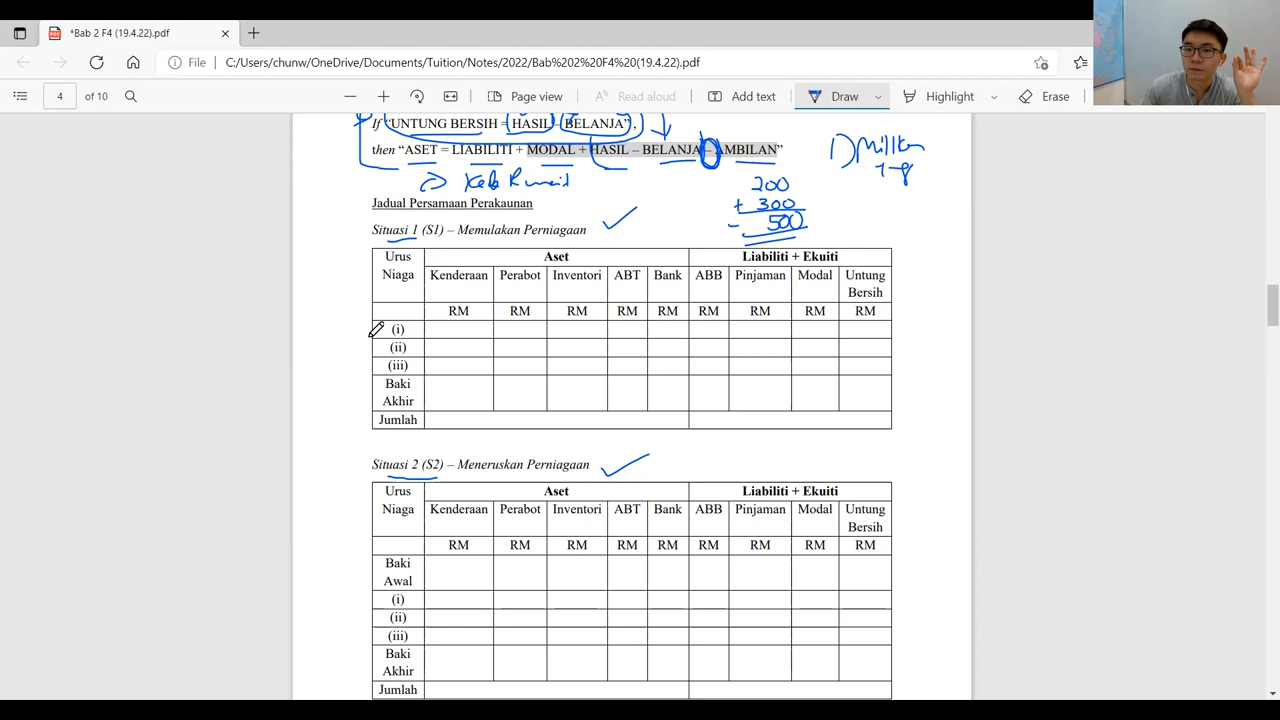 *Bab 2 F4 (19.4.22).pdf
File C:/Users/chunw/OneDrive/Documents/Tuition/Notes/2022/Bab%202%20F4%20(19.4.22).pdf
4 of 10 Page view Read aloud Add text Draw Highlight Erase
If “UNTUNG BERSIH = HASIL – BELANJA”,
then “ASET = LIABILITI + MODAL + HASIL – BELANJA – AMBILAN”
1)
200
+ 300
- 500
Jadual Persamaan Perakaunan
Situasi 1 (S1) – Memulakan Perniagaan
Urus Niaga Aset Liabiliti + Ekuiti
Kenderaan Perabot Inventori ABT Bank ABB Pinjaman Modal Untung Bersih
RM RM RM RM RM RM RM RM RM
(i)
(ii)
(iii)
Baki Akhir
Jumlah
Situasi 2 (S2) – Meneruskan Perniagaan
Urus Niaga Aset Liabiliti + Ekuiti
Kenderaan Perabot Inventori ABT Bank ABB Pinjaman Modal Untung Bersih
RM RM RM RM RM RM RM RM RM
Baki Awal
(i)
(ii)
(iii)
Baki Akhir
Jumlah